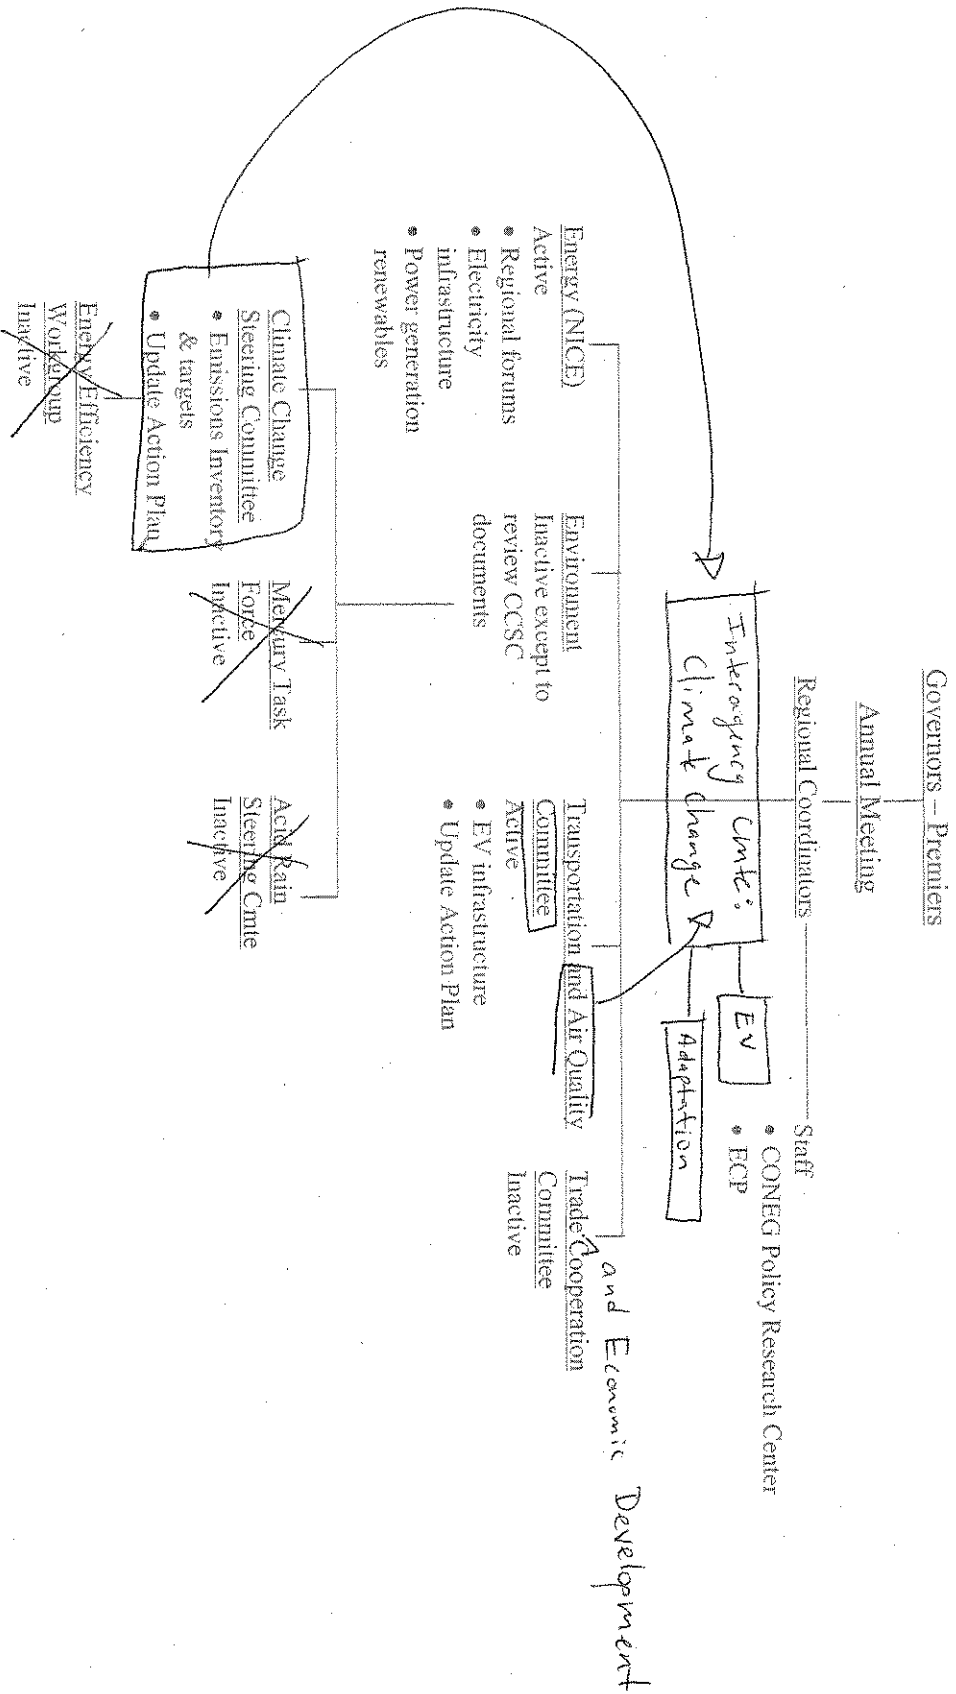 Governors – Premiers
Annual Meeting
Regional Coordinators
Staff
• CONEG Policy Research Center
• ECP
Interagency Cmte:
Climate Change
EV
Adaptation
Energy (NICE)
Active
• Regional forums
• Electricity
infrastructure
• Power generation
renewables
Environment
Inactive except to
review CCSC
documents
Transportation and Air Quality
Committee
Active
• EV infrastructure
• Update Action Plan
and Economic Development
Trade Cooperation
Committee
Inactive
Climate Change
Steering Committee
• Emissions Inventory
& targets
• Update Action Plan
Mercury Task
Force
Inactive
Acid Rain
Steering Cmte
Inactive
Energy Efficiency
Workgroup
Inactive